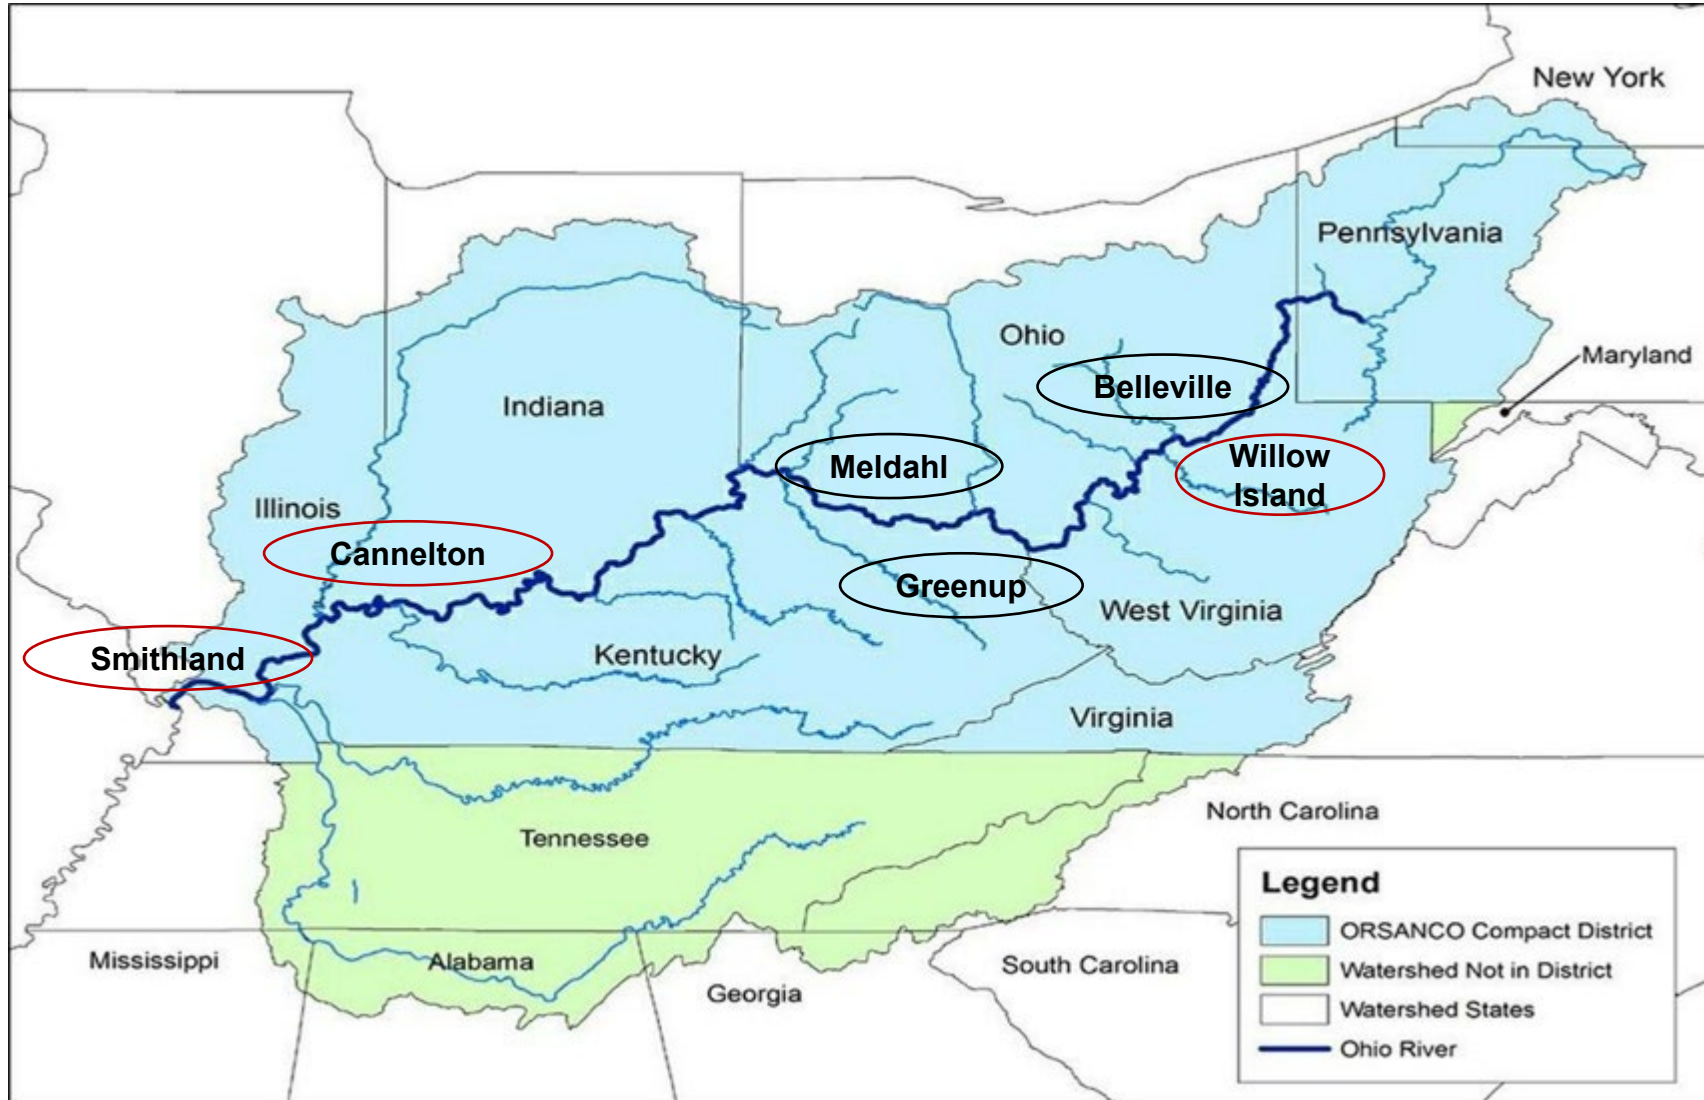 New York
Pennsylvania
Ohio
Maryland
Belleville
Indiana
Meldahl
Willow
Island
Illinois
Cannelton
Greenup
West Virginia
Smithland
Kentucky
Virginia
North Carolina
Tennessee
Mississippi
Alabama
Georgia
South Carolina
Legend
ORSANCO Compact District
Watershed Not in District
Watershed States
Ohio River